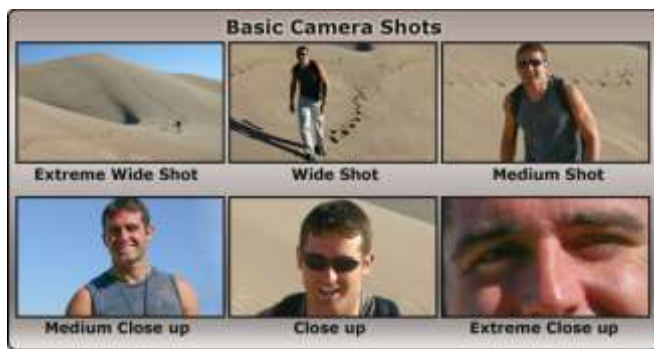 Basic Camera Shots
Extreme Wide Shot
Wide Shot
Medium Shot
Medium Close up
Close up
Extreme Close up